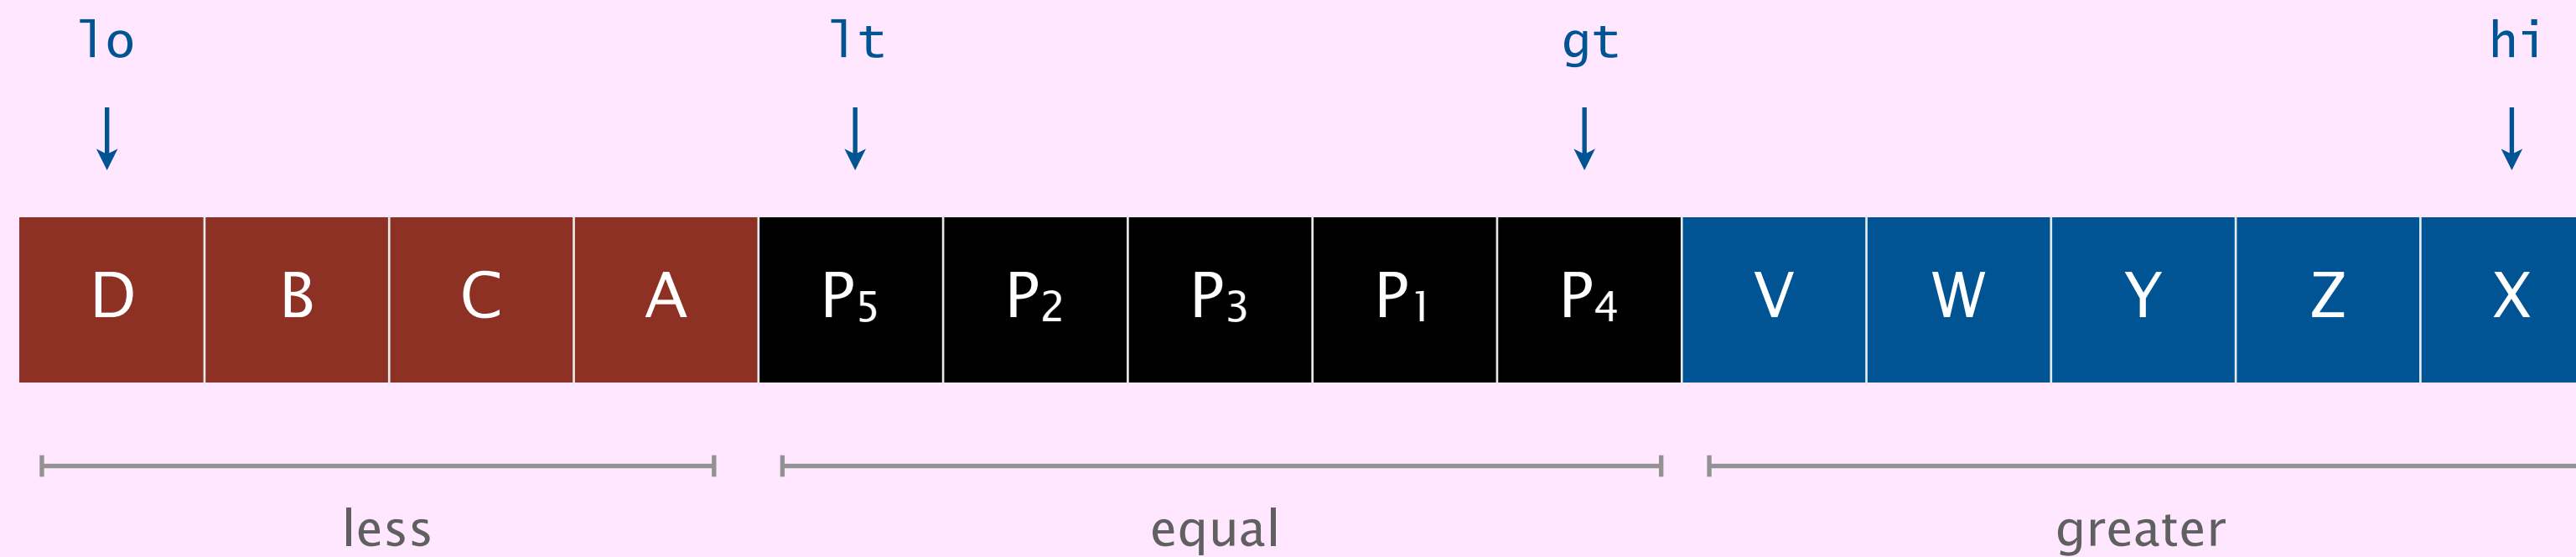 lo lt gt hi
D B C A P₅ P₂ P₃ P₁ P₄ V W Y Z X
less equal greater